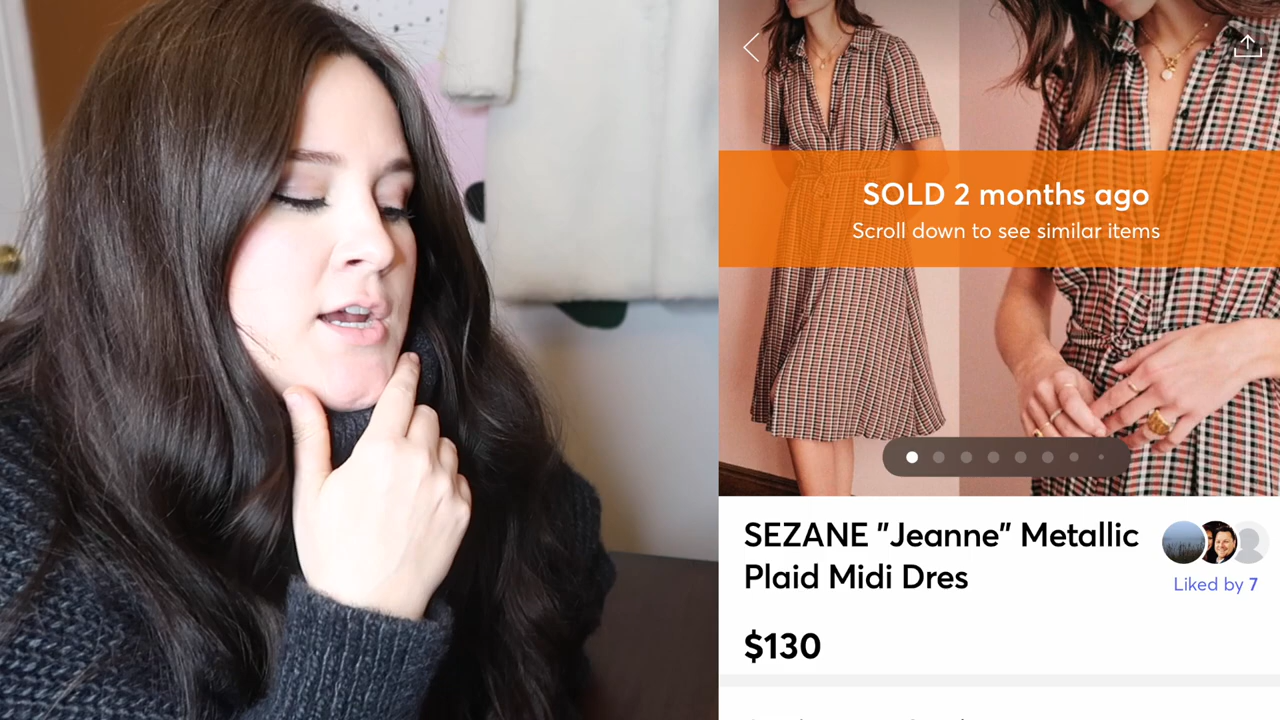 SOLD 2 months ago
Scroll down to see similar items
SEZANE "Jeanne" Metallic
Plaid Midi Dres
Liked by 7
$130